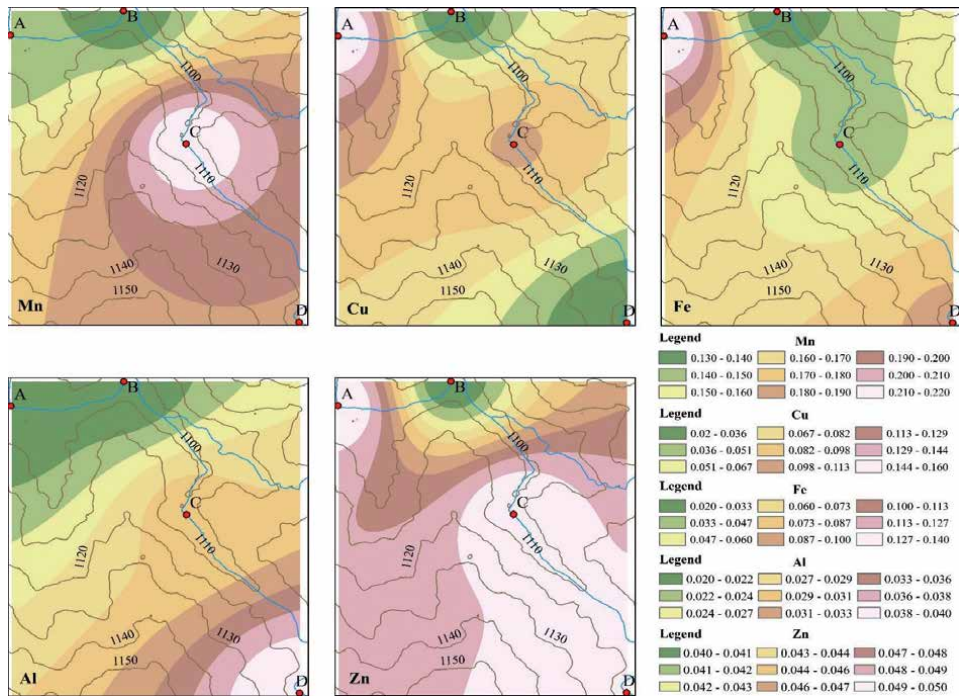 A
B
C
D
1100
1110
1120
1130
1140
1150
Mn
A
B
C
D
1100
1110
1120
1130
1140
1150
Cu
A
B
C
D
1100
1110
1120
1130
1140
1150
Fe
Legend Mn
0.130 - 0.140 0.160 - 0.170 0.190 - 0.200
0.140 - 0.150 0.170 - 0.180 0.200 - 0.210
0.150 - 0.160 0.180 - 0.190 0.210 - 0.220
Legend Cu
0.02 - 0.036 0.067 - 0.082 0.113 - 0.129
0.036 - 0.051 0.082 - 0.098 0.129 - 0.144
0.051 - 0.067 0.098 - 0.113 0.144 - 0.160
Legend Fe
0.020 - 0.033 0.060 - 0.073 0.100 - 0.113
0.033 - 0.047 0.073 - 0.087 0.113 - 0.127
0.047 - 0.060 0.087 - 0.100 0.127 - 0.140
Legend Al
0.020 - 0.022 0.027 - 0.029 0.033 - 0.036
0.022 - 0.024 0.029 - 0.031 0.036 - 0.038
0.024 - 0.027 0.031 - 0.033 0.038 - 0.040
Legend Zn
0.040 - 0.041 0.043 - 0.044 0.047 - 0.048
0.041 - 0.042 0.044 - 0.046 0.048 - 0.049
0.042 - 0.043 0.046 - 0.047 0.049 - 0.050
A
B
C
D
1100
1110
1120
1130
1140
1150
Al
A
B
C
D
1100
1110
1120
1130
1140
1150
Zn